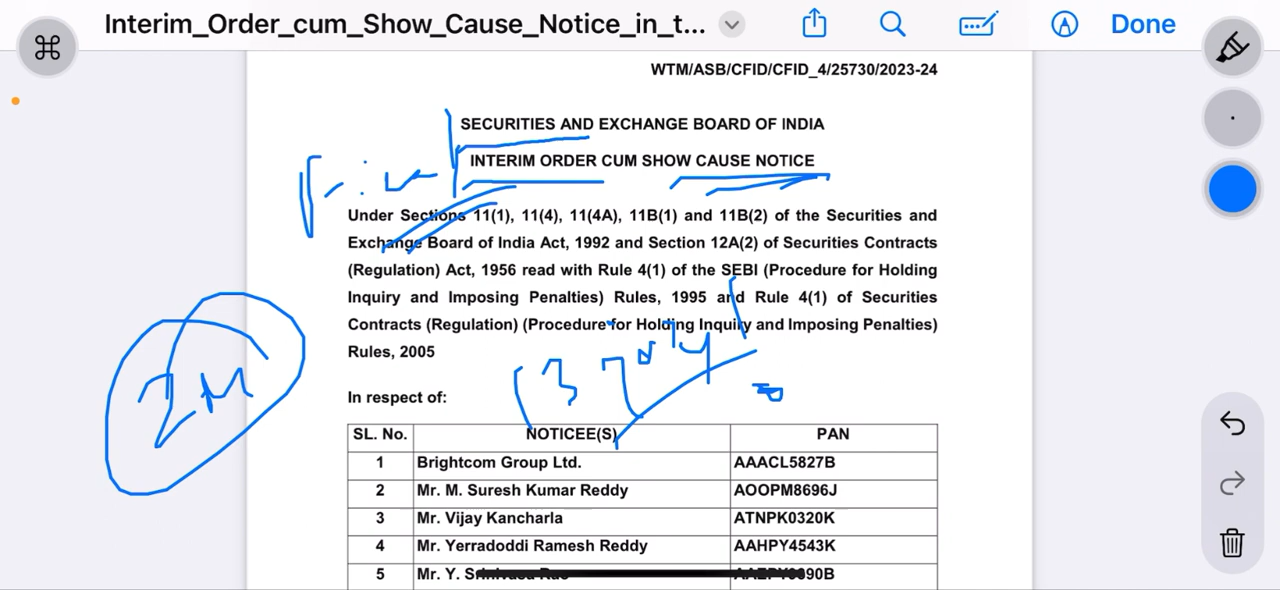 Interim_Order_cum_Show_Cause_Notice_in_t...
Done
WTM/ASB/CFID/CFID_4/25730/2023-24
SECURITIES AND EXCHANGE BOARD OF INDIA
INTERIM ORDER CUM SHOW CAUSE NOTICE
Under Sections 11(1), 11(4), 11(4A), 11B(1) and 11B(2) of the Securities and
Exchange Board of India Act, 1992 and Section 12A(2) of Securities Contracts
(Regulation) Act, 1956 read with Rule 4(1) of the SEBI (Procedure for Holding
Inquiry and Imposing Penalties) Rules, 1995 and Rule 4(1) of Securities
Contracts (Regulation) (Procedure for Holding Inquiry and Imposing Penalties)
Rules, 2005
2M
In respect of:
SL. No. NOTICEE(S) PAN
1 Brightcom Group Ltd. AAACL5827B
2 Mr. M. Suresh Kumar Reddy AOOPM8696J
3 Mr. Vijay Kancharla ATNPK0320K
4 Mr. Yerradoddi Ramesh Reddy AAHPY4543K
5 Mr. Y.